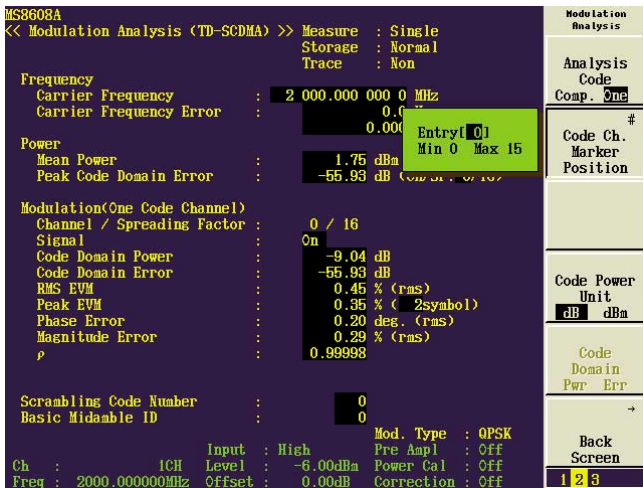 MS8608A
<< Modulation Analysis (TD-SCDMA) >> Measure : Single
Storage : Normal
Trace : Non
Frequency
Carrier Frequency : 2 000.000 000 0 MHz
Carrier Frequency Error : 0.0
0.000
Entry[ 0]
Min 0 Max 15
Power
Mean Power : 1.75 dBm
Peak Code Domain Error : -55.93 dB
Modulation(One Code Channel)
Channel / Spreading Factor : 0 / 16
Signal : On
Code Domain Power : -9.04 dB
Code Domain Error : -55.93 dB
RMS EVM : 0.45 % (rms)
Peak EVM : 0.35 % ( 2symbol)
Phase Error : 0.20 deg. (rms)
Magnitude Error : 0.29 % (rms)
ρ : 0.99998
Scrambling Code Number : 0
Basic Midamble ID : 0
Mod. Type : QPSK
Input : High Pre Ampl : Off
Ch : 1CH Level : -6.00dBm Power Cal : Off
Freq : 2000.000000MHz Offset : 0.00dB Correction : Off
Modulation
Analysis
Analysis
Code
Comp. One
#
Code Ch.
Marker
Position
Code Power
Unit
dB dBm
Code
Domain
Pwr Err
→
Back
Screen
1 2 3